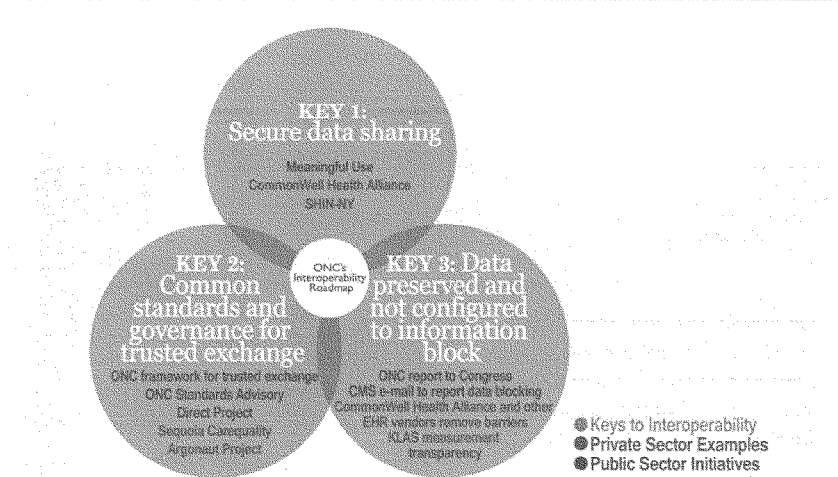 KEY 1:
Secure data sharing
Meaningful Use
CommonWell Health Alliance
SHIN-NY
ONC's
Interoperability
Roadmap
KEY 2:
Common
standards and
governance for
trusted exchange
ONC framework for trusted exchange
ONC Standards Advisory
Direct Project
Sequoia Carequality
Argonaut Project
KEY 3: Data
preserved and
not configured
to information
block
ONC report to Congress
CMS e-mail to report data blocking
CommonWell Health Alliance and other
EHR vendors remove barriers
KLAS measurement
transparency
Keys to Interoperability
Private Sector Examples
Public Sector Initiatives